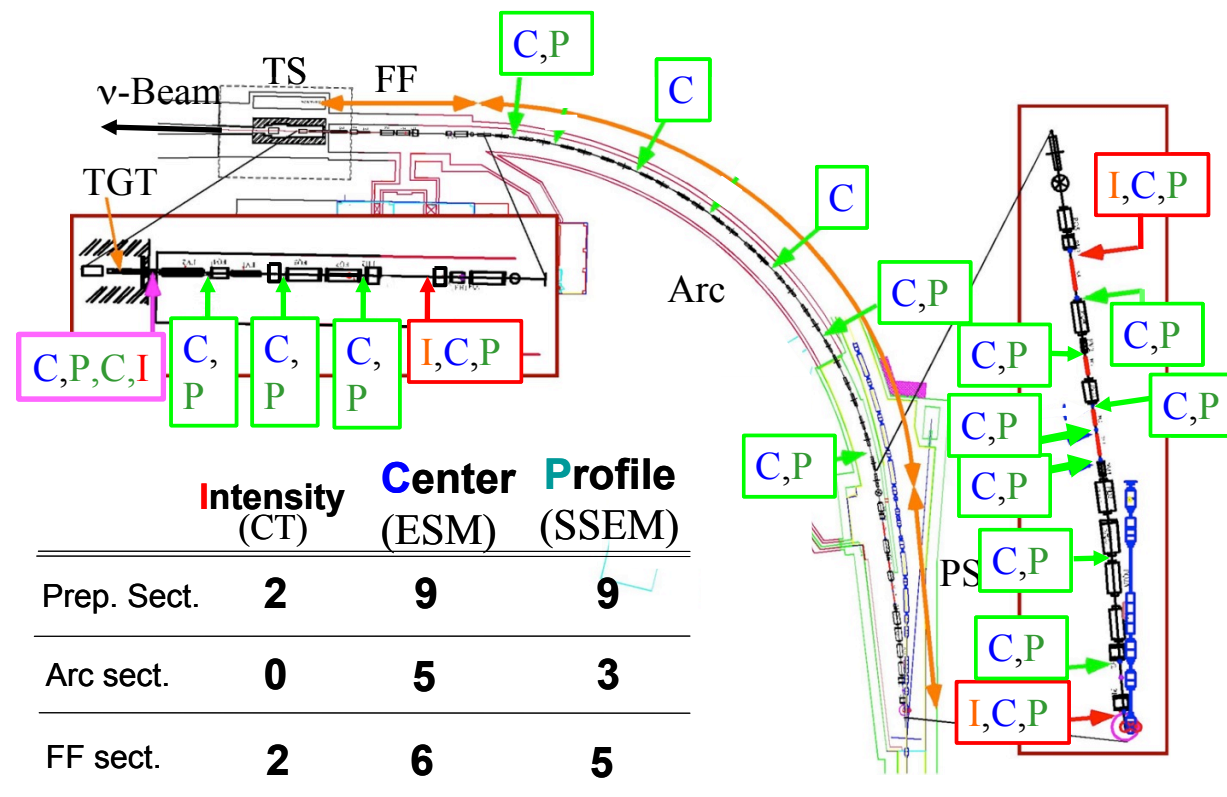 C,P
TS
FF
C
ν-Beam
I,C,P
TGT
C
Arc
C,P
C,P
C,P
C,P,C,I
C,
P
C,
P
C,
P
I,C,P
C,P
C,P
C,P
C,P
PS
C,P
C,P
I,C,P
Intensity Center Profile
(CT) (ESM) (SSEM)
Prep. Sect. 2 9 9
Arc sect. 0 5 3
FF sect. 2 6 5